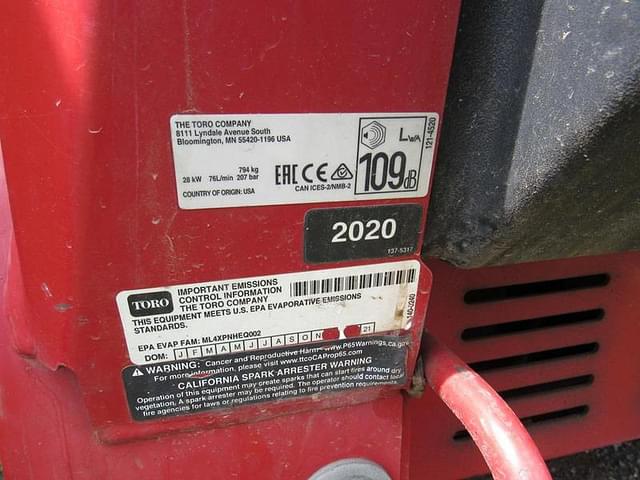 THE TORO COMPANY
8111 Lyndale Avenue South
Bloomington, MN 55420-1196 USA
794 kg
28 kW 76L/min 207 bar
COUNTRY OF ORIGIN: USA
EAC CE
CAN ICES-2/NMB-2
LWA
109 dB
121-4520
2020
137-5317
TORO
IMPORTANT EMISSIONS
CONTROL INFORMATION
THE TORO COMPANY
THIS EQUIPMENT MEETS U.S. EPA EVAPORATIVE EMISSIONS
STANDARDS.
EPA EVAP FAM: ML4XPNHEQ002
DOM: J F M A M J J A S O N 21
WARNING: Cancer and Reproductive Harm - www.P65Warnings.ca.gov
For more information, please visit www.ttcoCAProp65.com
CALIFORNIA SPARK ARRESTER WARNING
Operation of this equipment may create sparks that can start fires around dry
vegetation. A spark arrester may be required. The operator should contact local
fire agencies for laws or regulations relating to fire prevention requirements.